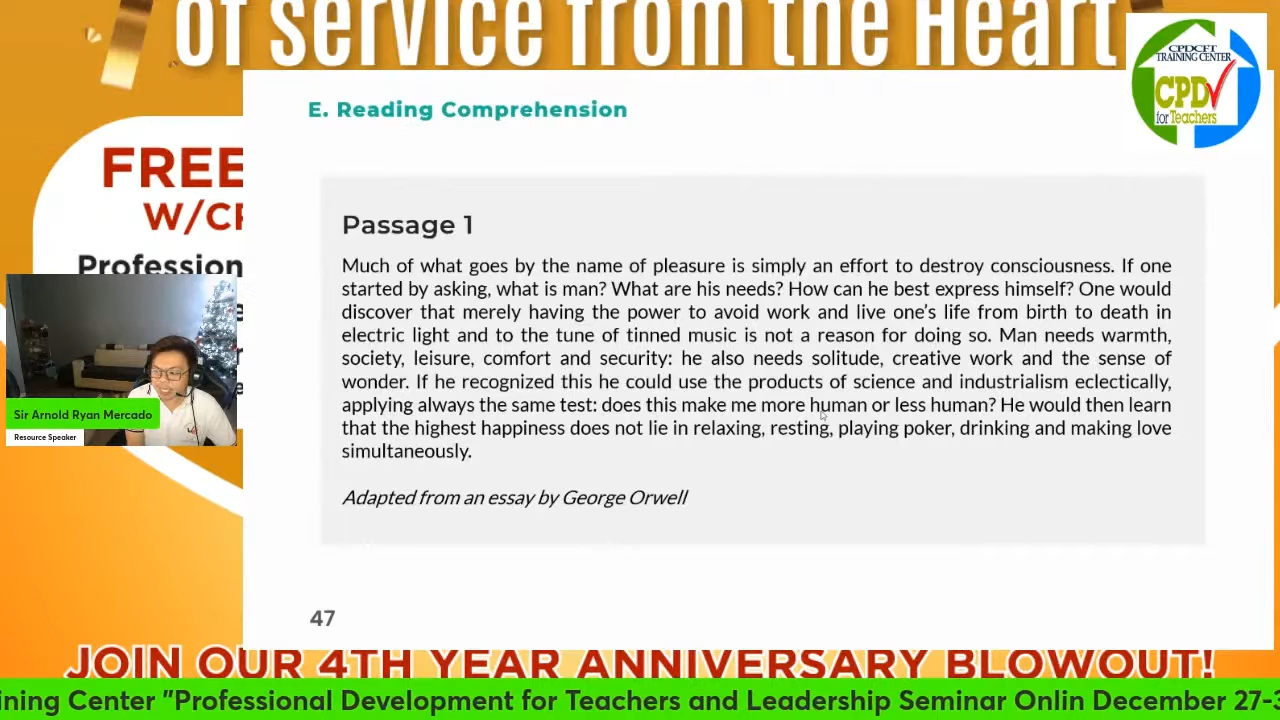 of service from the Heart
CPDCFT
TRAINING CENTER
CPD
for Teachers
E. Reading Comprehension
FREE
W/
Profession
Passage 1
Much of what goes by the name of pleasure is simply an effort to destroy consciousness. If one
started by asking, what is man? What are his needs? How can he best express himself? One would
discover that merely having the power to avoid work and live one's life from birth to death in
electric light and to the tune of tinned music is not a reason for doing so. Man needs warmth,
society, leisure, comfort and security: he also needs solitude, creative work and the sense of
wonder. If he recognized this he could use the products of science and industrialism eclectically,
applying always the same test: does this make me more human or less human? He would then learn
that the highest happiness does not lie in relaxing, resting, playing poker, drinking and making love
simultaneously.
Adapted from an essay by George Orwell
Sir Arnold Ryan Mercado
Resource Speaker
47
JOIN OUR 4TH YEAR ANNIVERSARY BLOWOUT!
ining Center "Professional Development for Teachers and Leadership Seminar Onlin December 27-3